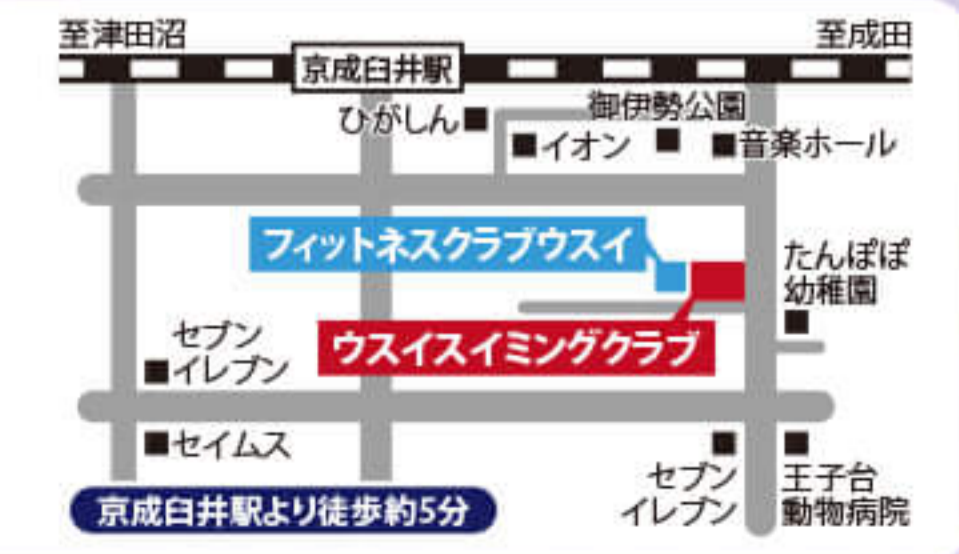 至津田沼
至成田
京成臼井駅
ひがしん
御伊勢公園
イオン
音楽ホール
フィットネスクラブウスイ
たんぽぽ
幼稚園
ウスイスイミングクラブ
セブン
イレブン
セイムス
セブン
イレブン
王子台
動物病院
京成臼井駅より徒歩約5分